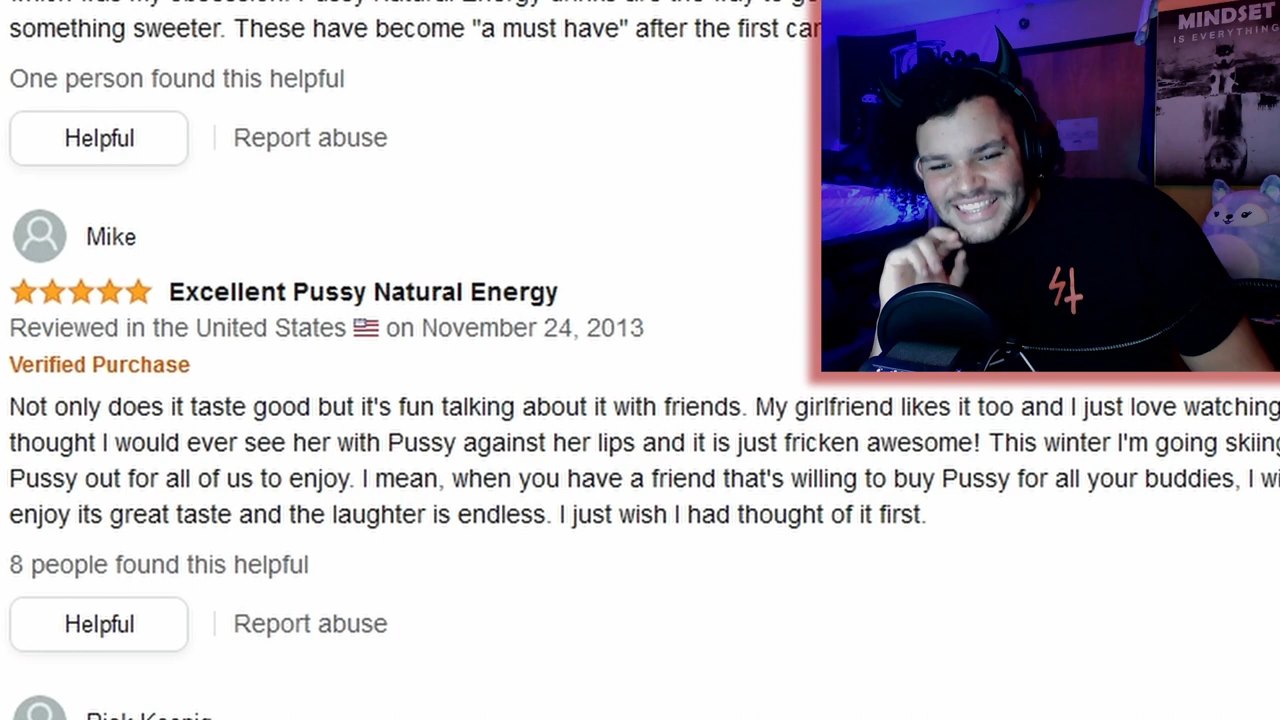 something sweeter. These have become "a must have" after the first can
One person found this helpful
Helpful
Report abuse
Mike
Excellent Pussy Natural Energy
Reviewed in the United States on November 24, 2013
Verified Purchase
Not only does it taste good but it's fun talking about it with friends. My girlfriend likes it too and I just love watching
thought I would ever see her with Pussy against her lips and it is just fricken awesome! This winter I'm going skiing
Pussy out for all of us to enjoy. I mean, when you have a friend that's willing to buy Pussy for all your buddies, I
enjoy its great taste and the laughter is endless. I just wish I had thought of it first.
8 people found this helpful
Helpful
Report abuse
MINDSET
IS EVERYTHING